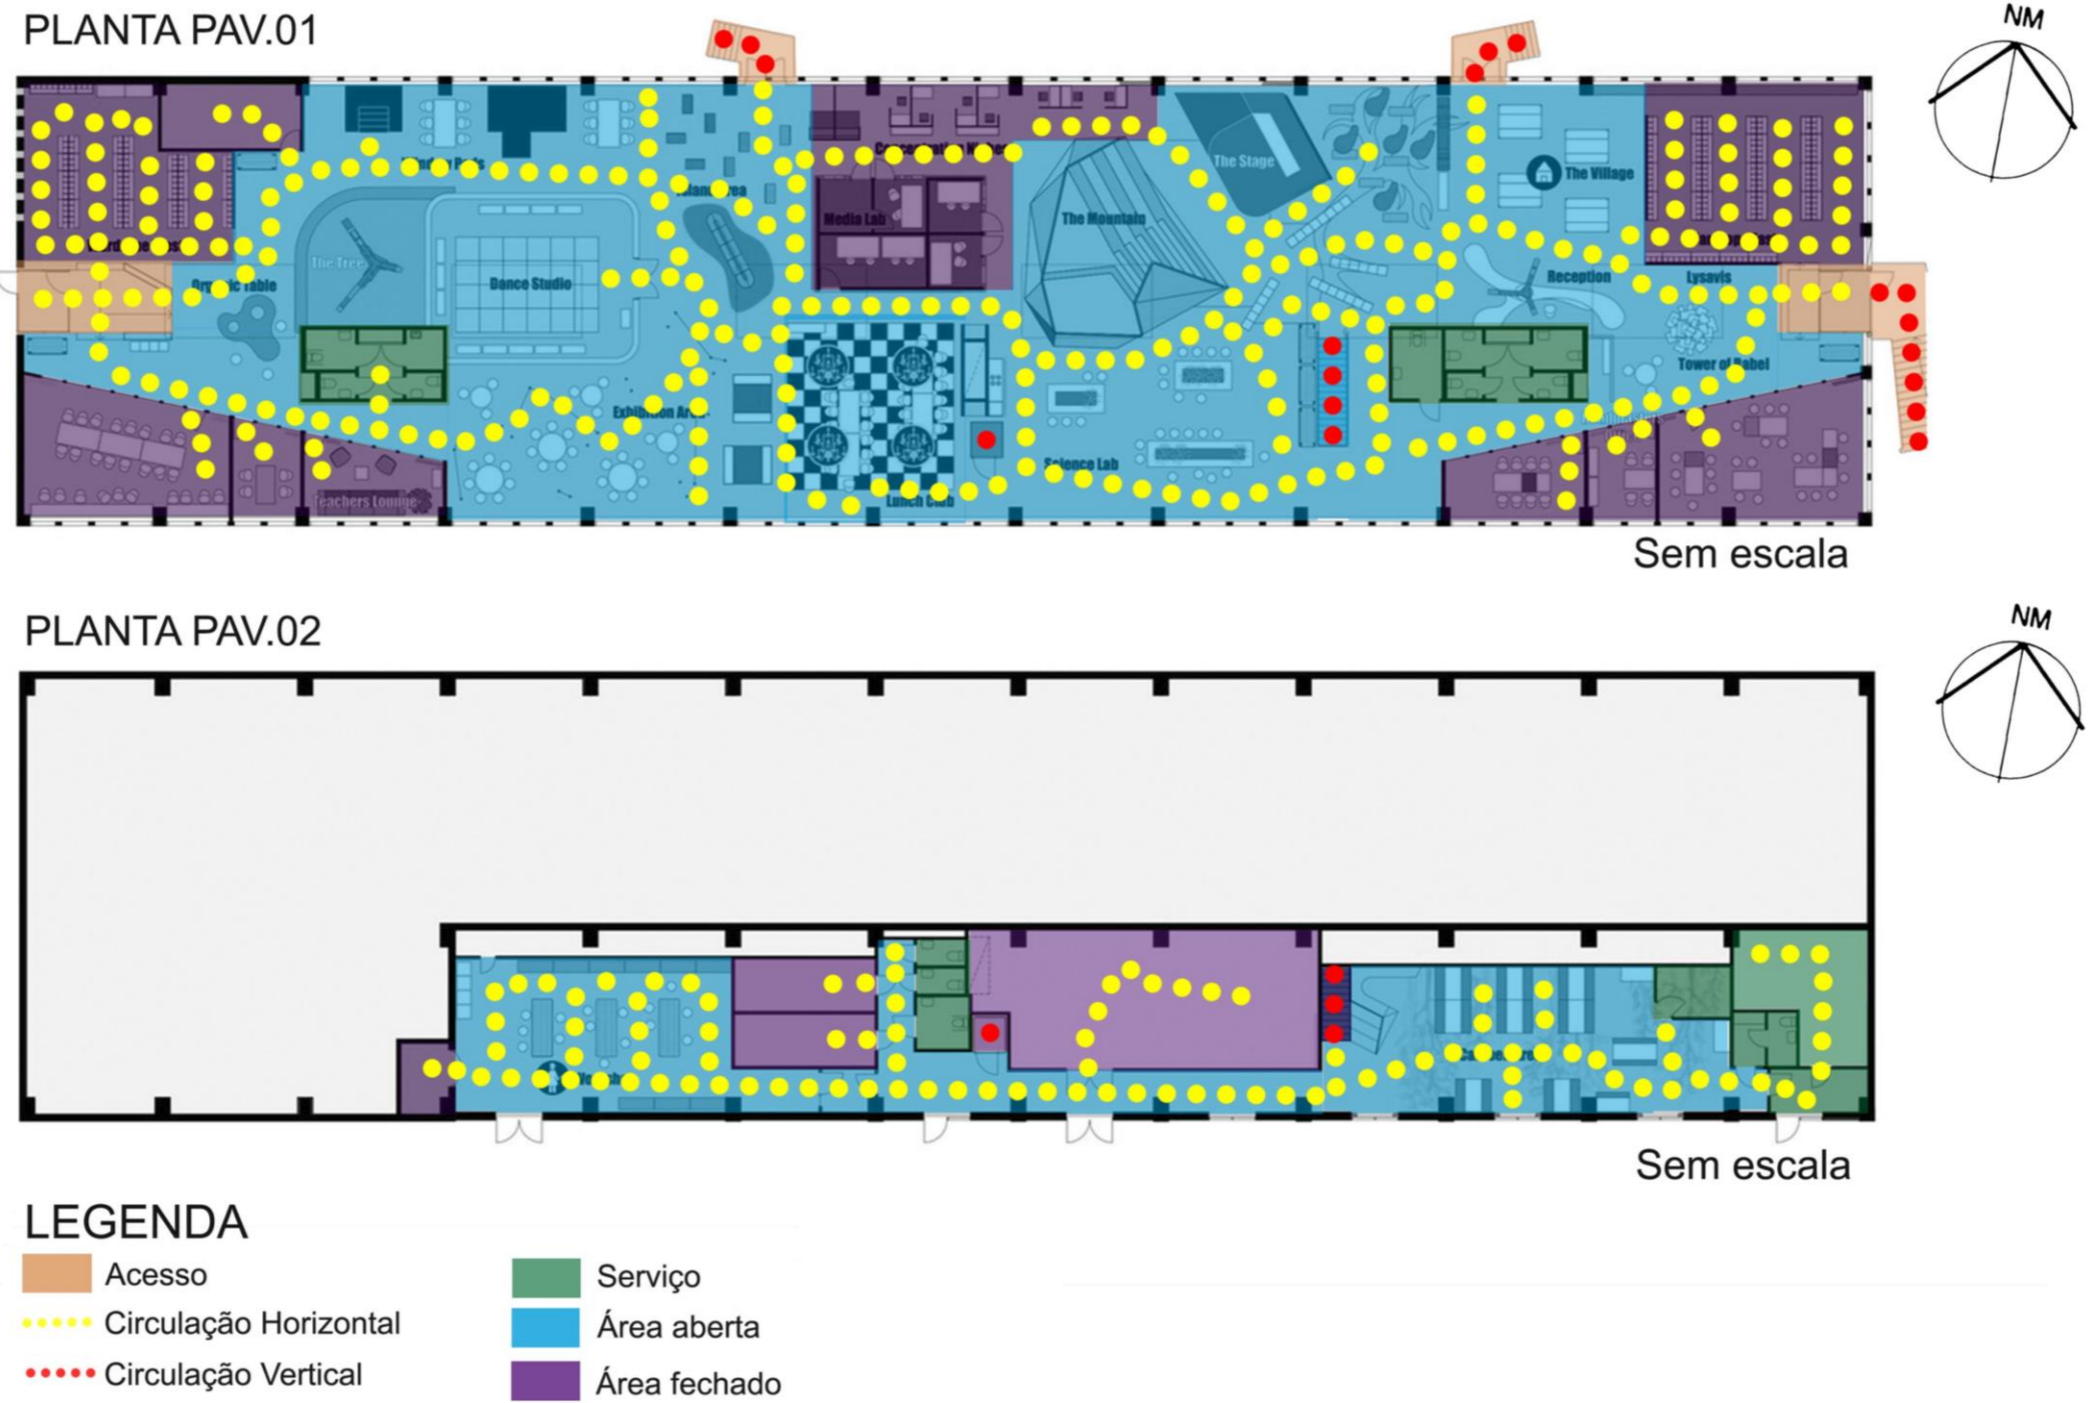 PLANTA PAV.01
NM
The Stage
The Village
Media Lab
The Mountain
The Tree
Dance Studio
Reception
Lysavis
Tower of Babel
Exhibition Area
Science Lab
Teachers Lounge
Lunch Club
Sem escala
PLANTA PAV.02
NM
Sem escala
LEGENDA
Acesso
Serviço
Circulação Horizontal
Área aberta
Circulação Vertical
Área fechado